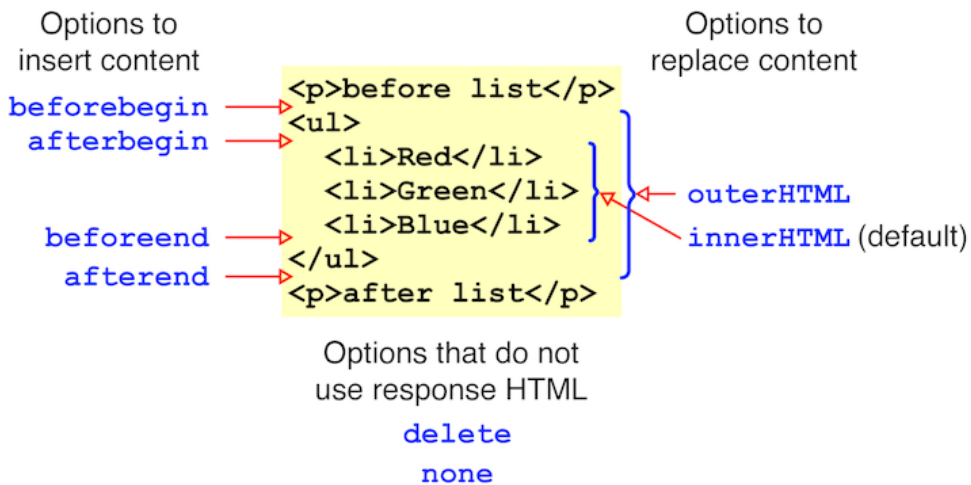 Options to
insert content
beforebegin
afterbegin
beforeend
afterend
<p>before list</p>
<ul>
<li>Red</li>
<li>Green</li>
<li>Blue</li>
</ul>
<p>after list</p>
Options to
replace content
outerHTML
innerHTML (default)
Options that do not
use response HTML
delete
none